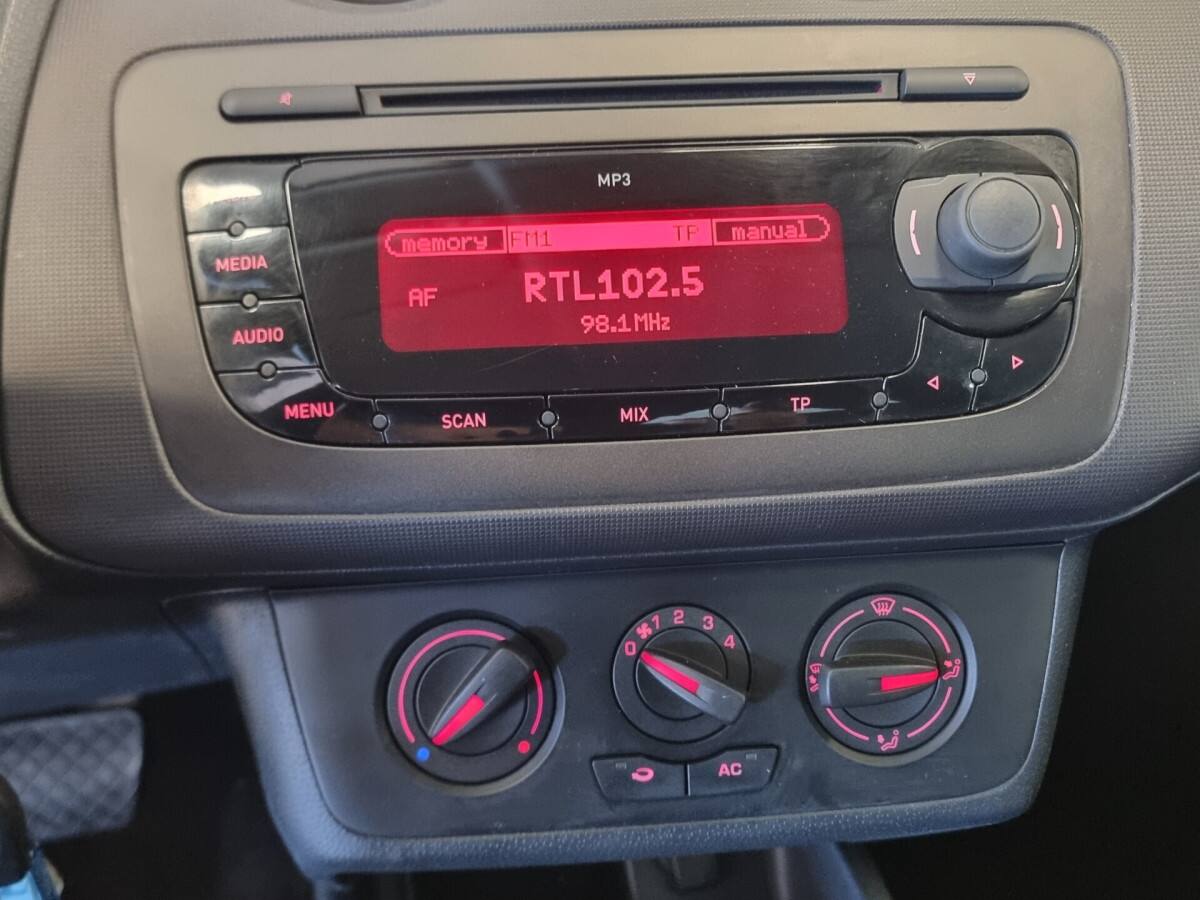 MP3
memory FM1 TP manual
MEDIA
AF RTL102.5
98.1MHz
AUDIO
MENU SCAN MIX TP
0 1 2 3 4
AC